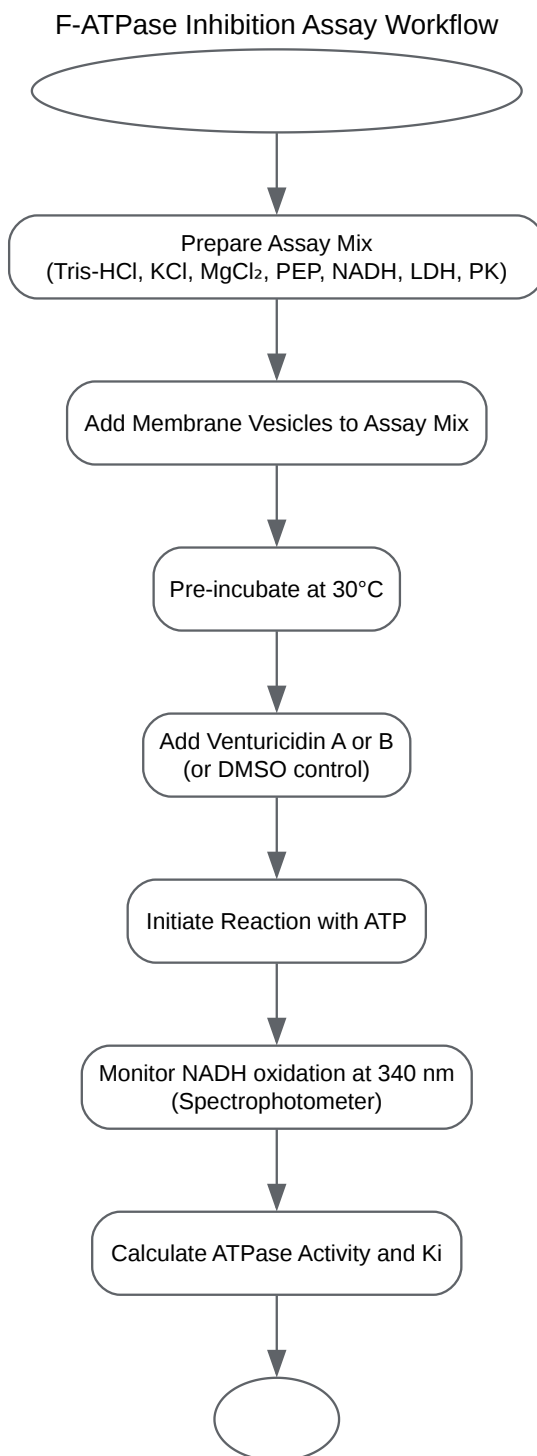 F-ATPase Inhibition Assay Workflow
Prepare Assay Mix
(Tris-HCl, KCl, MgCl₂, PEP, NADH, LDH, PK)
Add Membrane Vesicles to Assay Mix
Pre-incubate at 30°C
Add Venturicidin A or B
(or DMSO control)
Initiate Reaction with ATP
Monitor NADH oxidation at 340 nm
(Spectrophotometer)
Calculate ATPase Activity and Ki